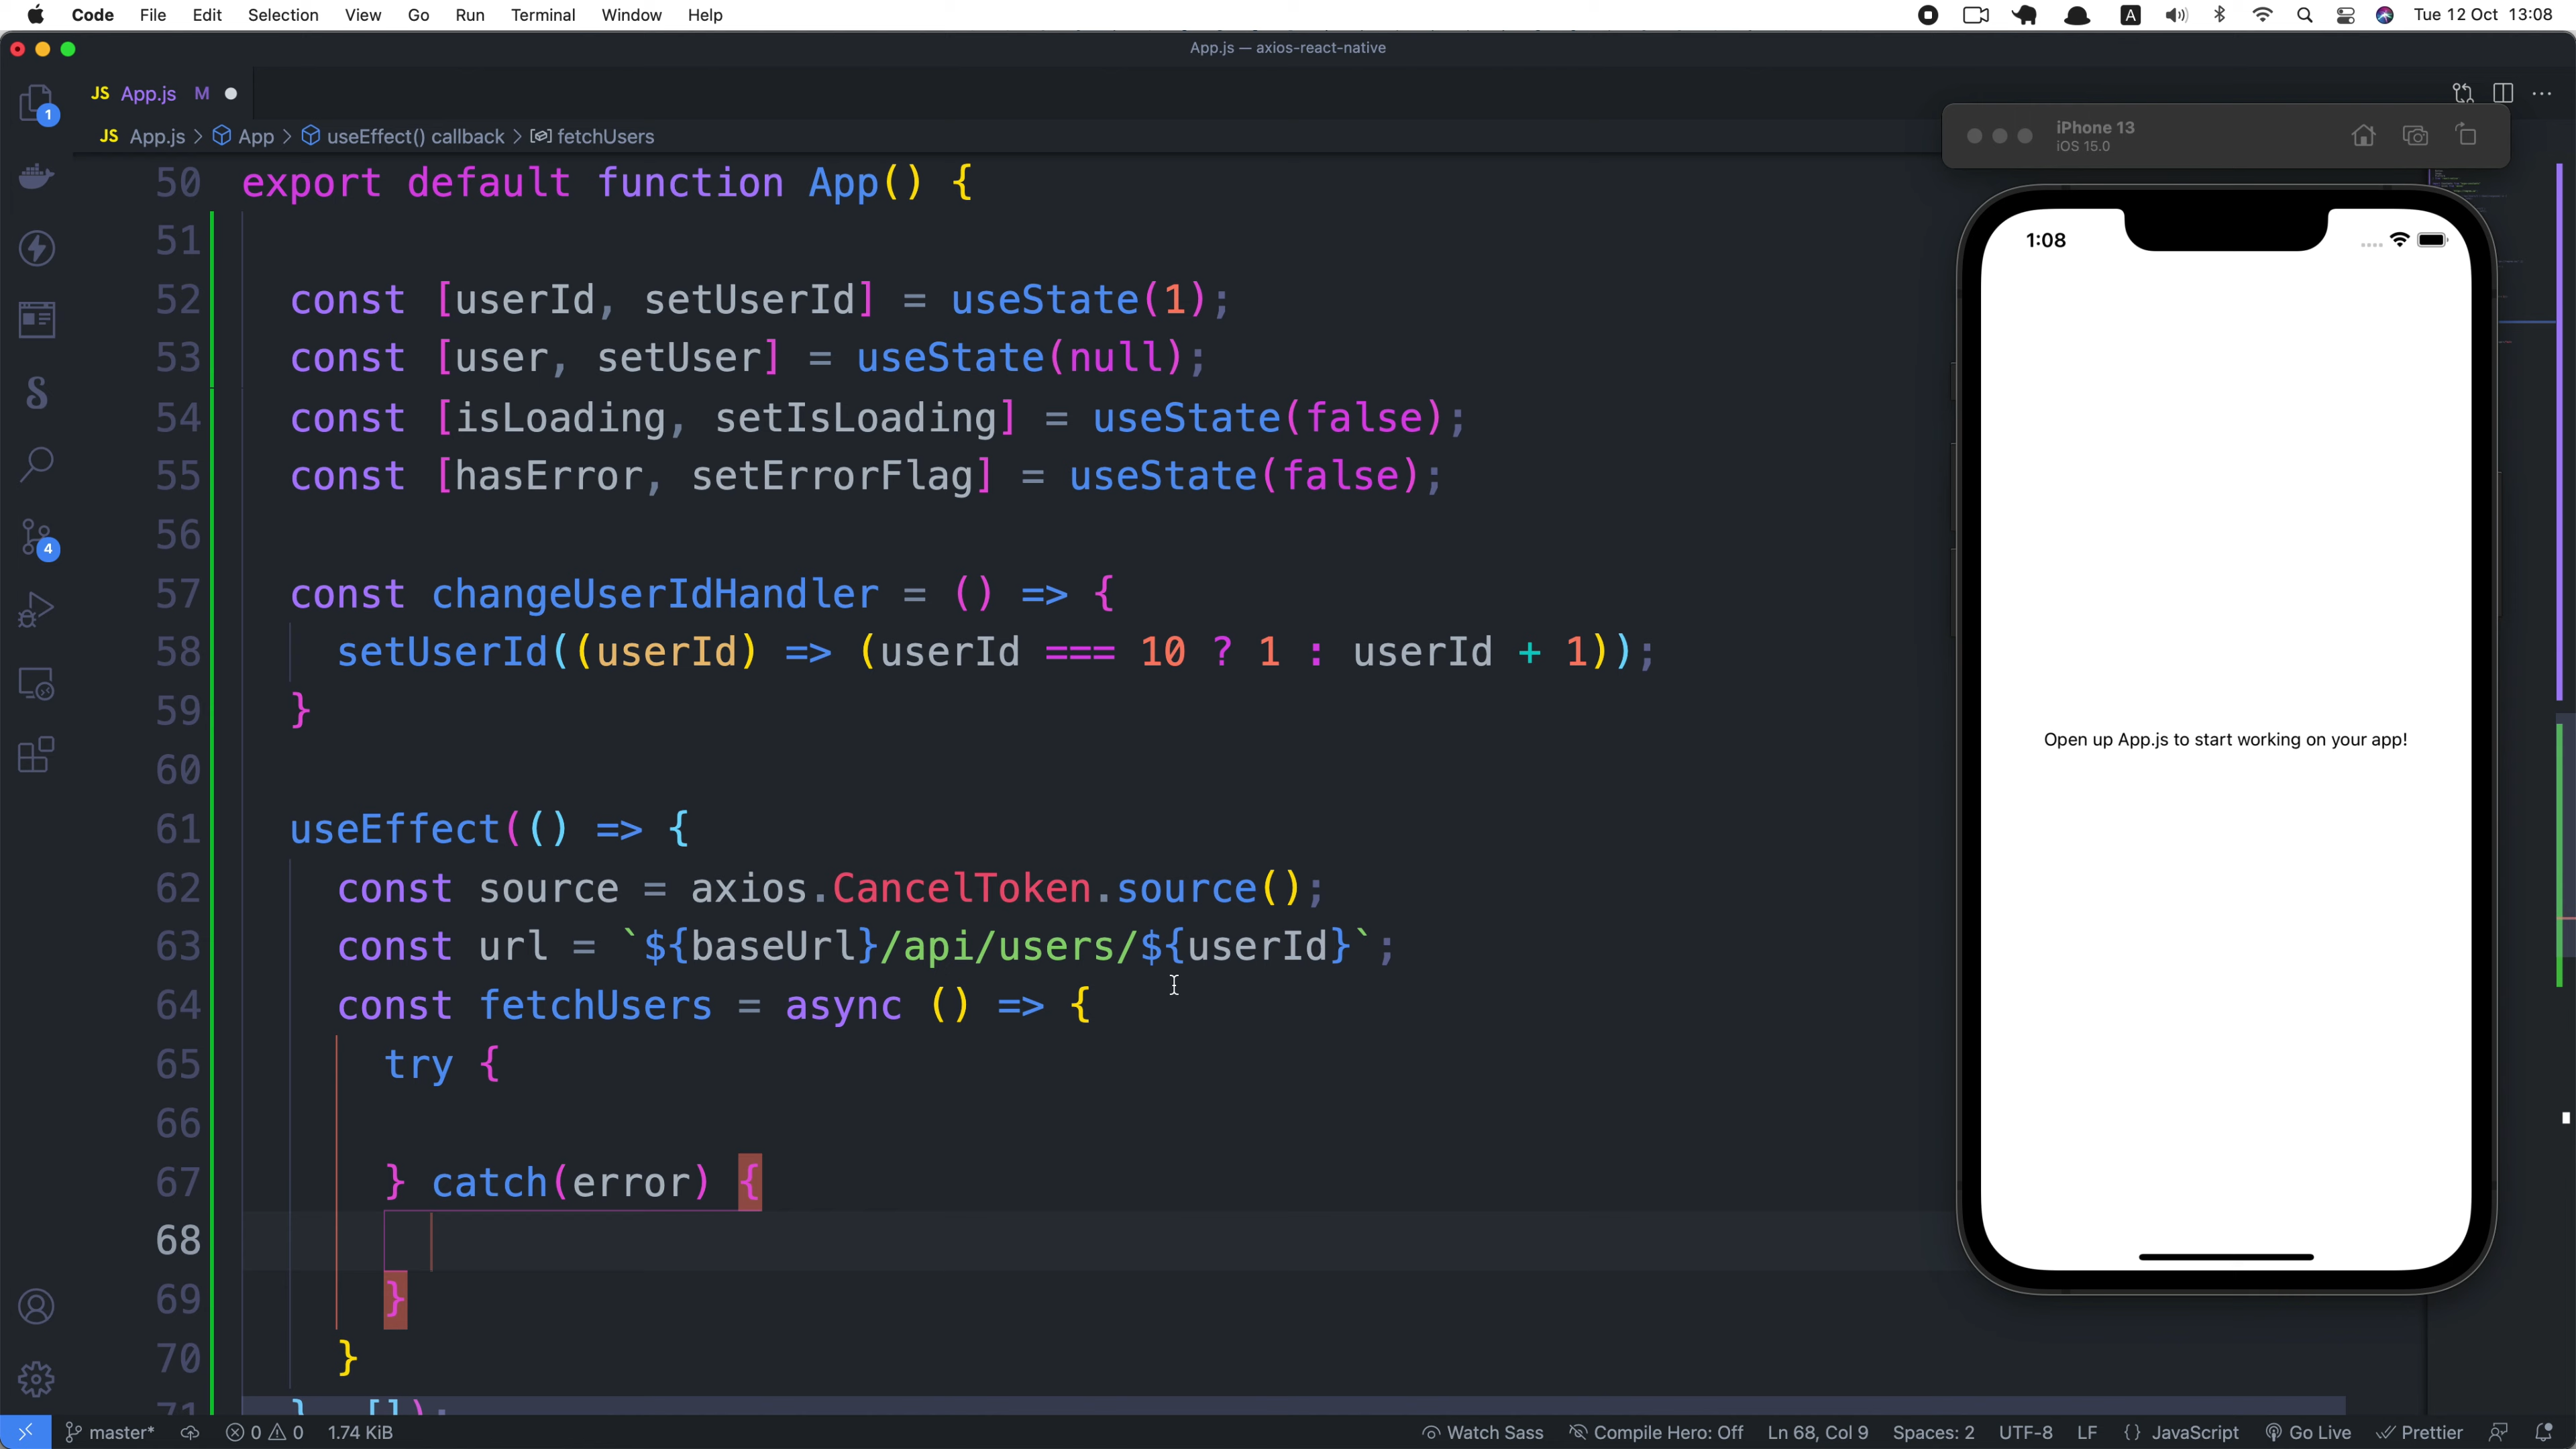 Code File Edit Selection View Go Run Terminal Window Help
A Tue 12 Oct 13:08
App.js — axios-react-native
JS App.js M
1
JS App.js > App > useEffect() callback > fetchUsers
iPhone 13
iOS 15.0
50 export default function App() {
51
52 const [userId, setUserId] = useState(1);
53 const [user, setUser] = useState(null);
54 const [isLoading, setIsLoading] = useState(false);
55 const [hasError, setErrorFlag] = useState(false);
56
4
57 const changeUserIdHandler = () => {
58 setUserId((userId) => (userId === 10 ? 1 : userId + 1));
59 }
60
61 useEffect(() => {
62 const source = axios.CancelToken.source();
63 const url = `${baseUrl}/api/users/${userId}`;
64 const fetchUsers = async () => {
65 try {
66
67 } catch(error) {
68
69 }
70 }
71 }, []);
1:08
Open up App.js to start working on your app!
master* 0 0 1.74 KiB
Watch Sass Compile Hero: Off Ln 68, Col 9 Spaces: 2 UTF-8 LF {} JavaScript Go Live Prettier